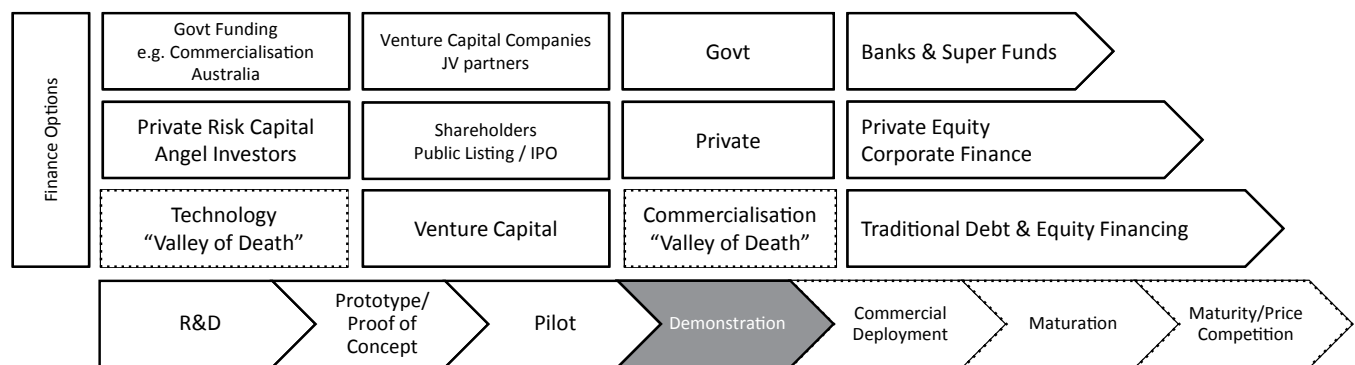 Finance Options
Govt Funding
e.g. Commercialisation
Australia
Venture Capital Companies
JV partners
Govt
Banks & Super Funds
Private Risk Capital
Angel Investors
Shareholders
Public Listing / IPO
Private
Private Equity
Corporate Finance
Technology
“Valley of Death”
Venture Capital
Commercialisation
“Valley of Death”
Traditional Debt & Equity Financing
R&D
Prototype/
Proof of
Concept
Pilot
Demonstration
Commercial
Deployment
Maturation
Maturity/Price
Competition